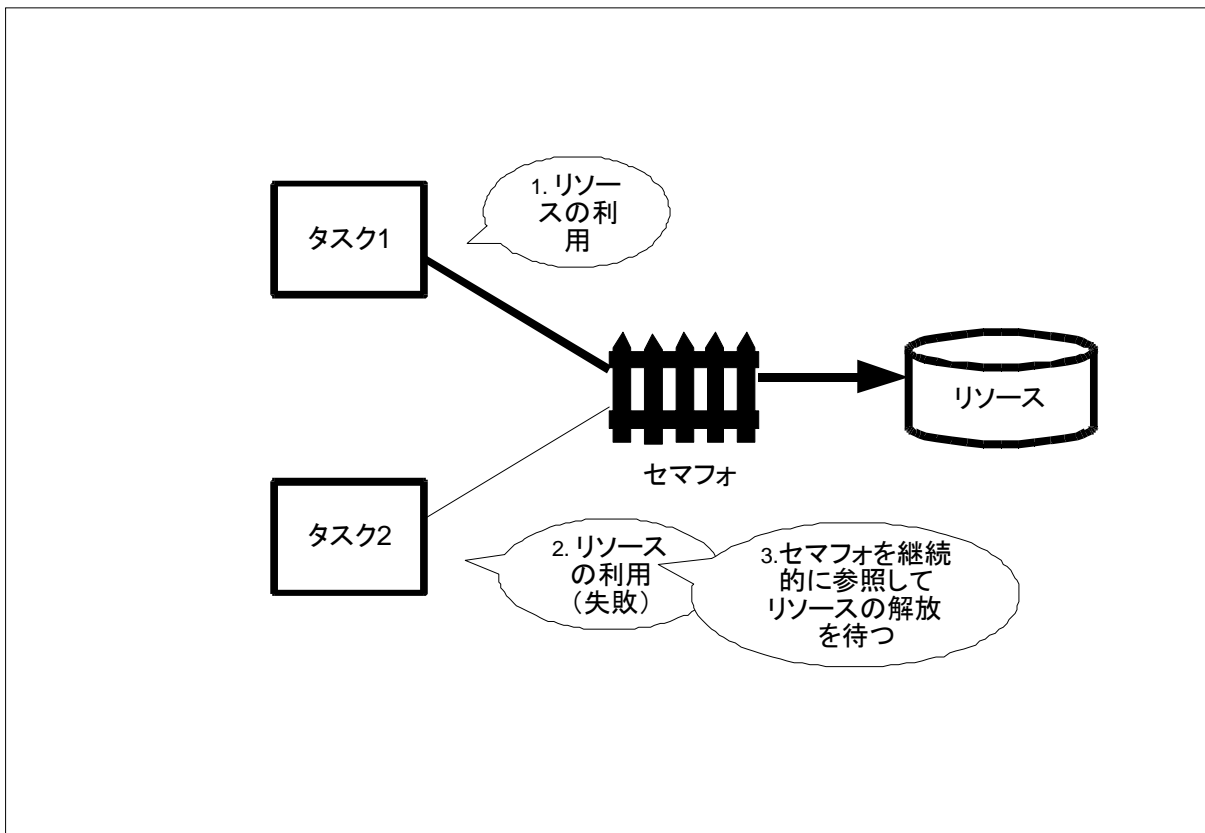 1. リソー
スの利
用
タスク1
リソース
セマフォ
タスク2
2. リソース
の利用
（失敗）
3.セマフォを継続
的に参照して
リソースの解放
を待つ